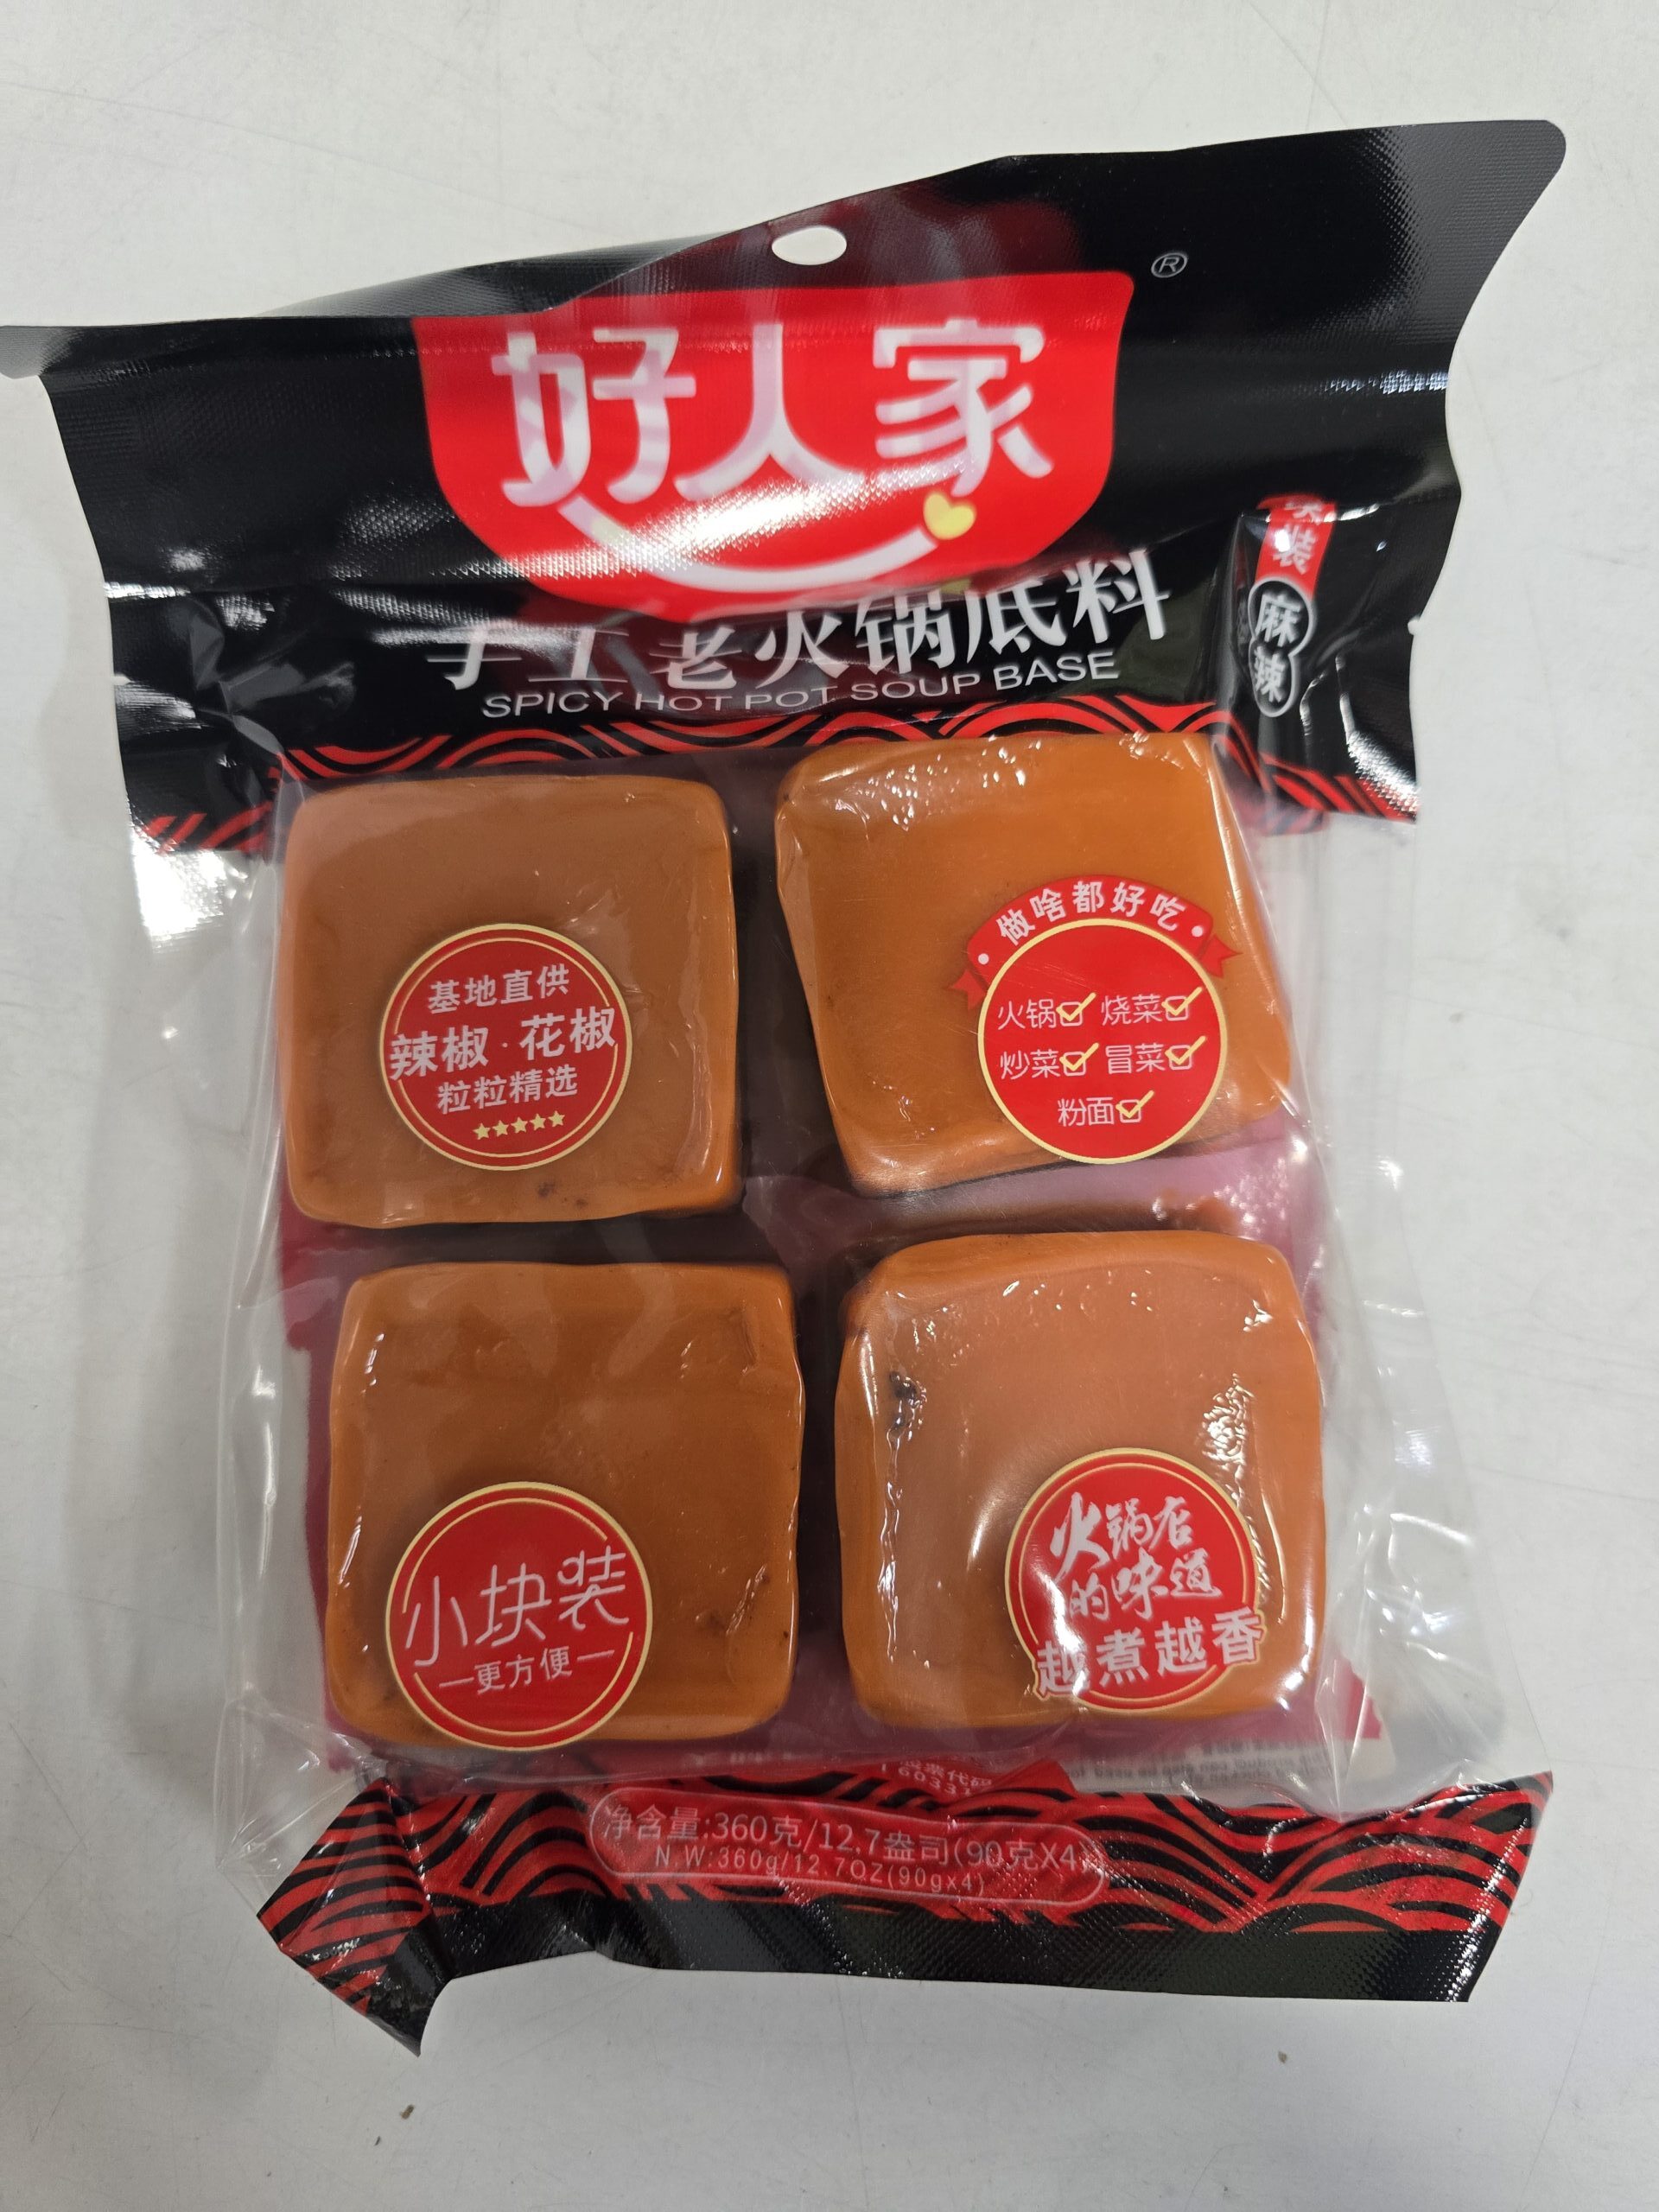 ®
好人家
装
麻
辣
手工老火锅底料
SPICY HOT POT SOUP BASE
基地直供
辣椒·花椒
粒粒精选
做啥都好吃
火锅 烧菜
炒菜 冒菜
粉面
小块装
更方便
火锅店
的味道
越煮越香
净含量:360克/12.7盎司(90克X4)
N.W:360g/12.7OZ(90gx4)